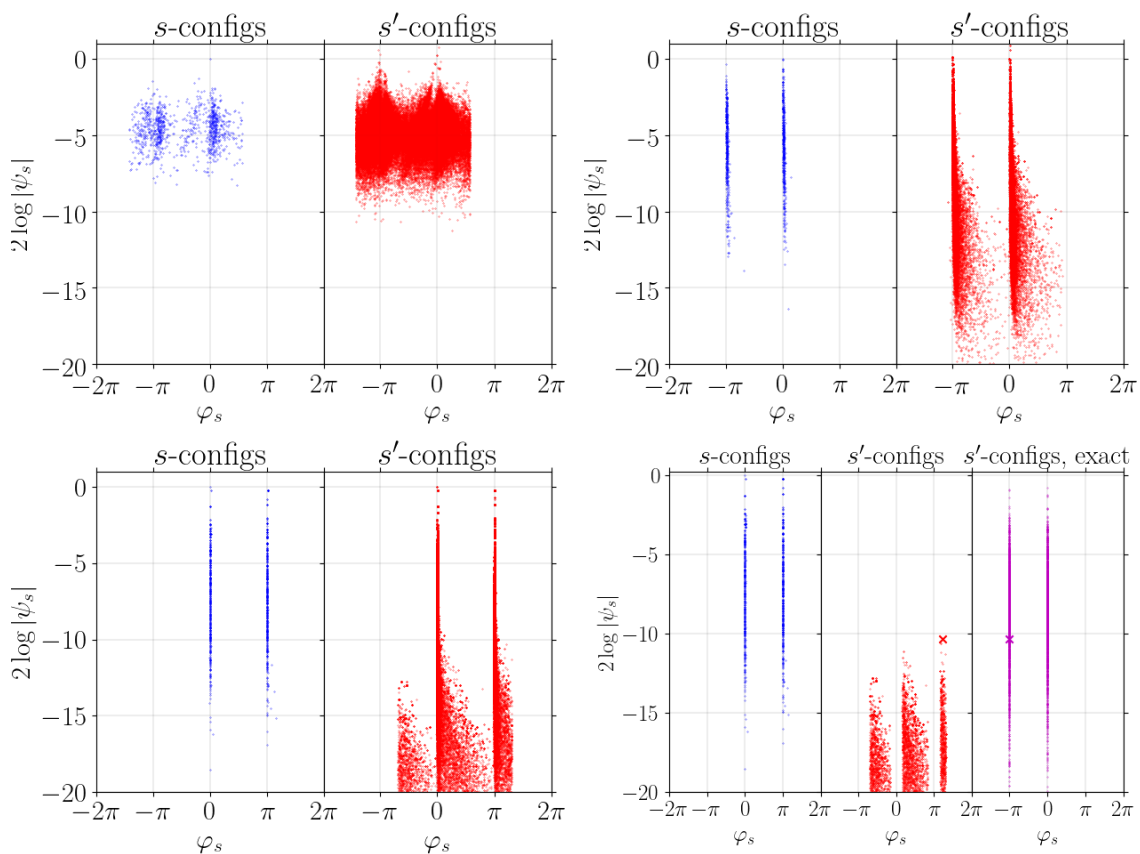 s-configs s′-configs
0
−5
−10
−15
−20
2 log |ψₛ|
−2π −π 0 π 2π −π 0 π 2π
φₛ φₛ
s-configs s′-configs
0
−5
−10
−15
−20
2 log |ψₛ|
−2π −π 0 π 2π −π 0 π 2π
φₛ φₛ
s-configs s′-configs
0
−5
−10
−15
−20
2 log |ψₛ|
−2π −π 0 π 2π −π 0 π 2π
φₛ φₛ
s-configs s′-configs s′-configs, exact
0
−5
−10
−15
−20
2 log |ψₛ|
−2π −π 0 π 2π −π 0 π 2π −π 0 π 2π
φₛ φₛ φₛ